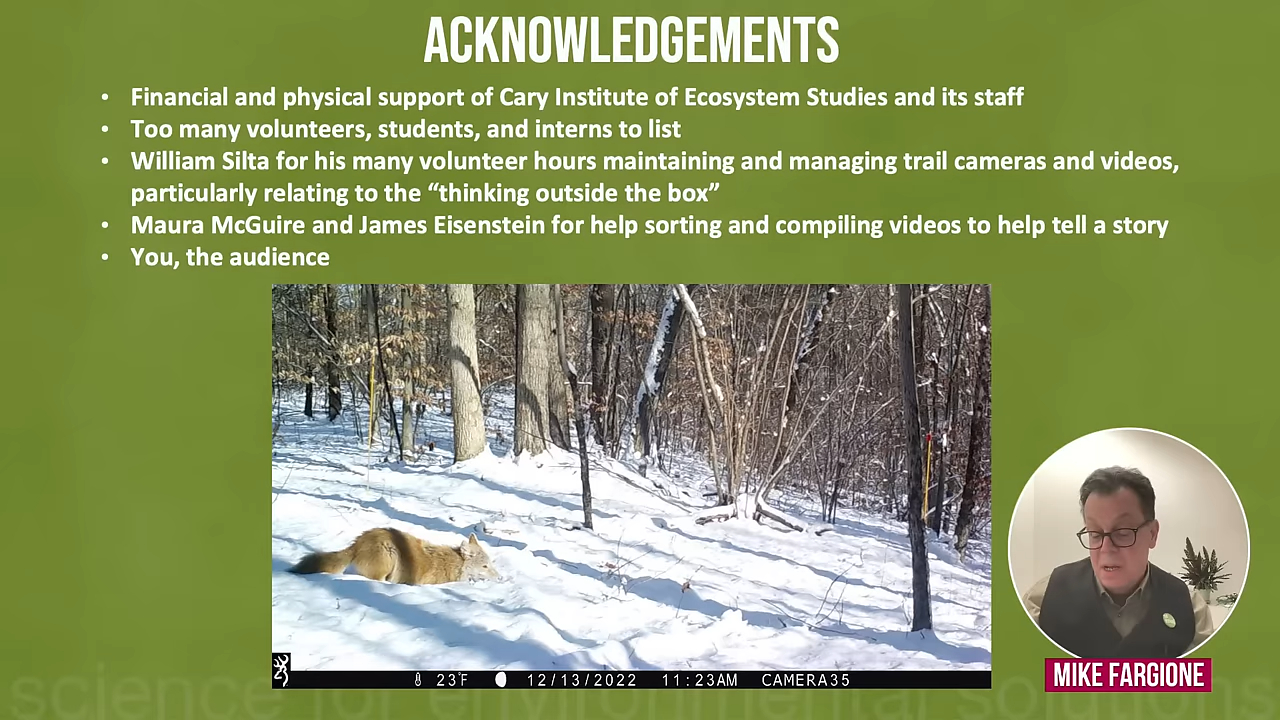 ACKNOWLEDGEMENTS
• Financial and physical support of Cary Institute of Ecosystem Studies and its staff
• Too many volunteers, students, and interns to list
• William Silta for his many volunteer hours maintaining and managing trail cameras and videos,
particularly relating to the “thinking outside the box”
• Maura McGuire and James Eisenstein for help sorting and compiling videos to help tell a story
• You, the audience
23°F 12/13/2022 11:23AM CAMERA35
MIKE FARGIONE
science for environmental solutions